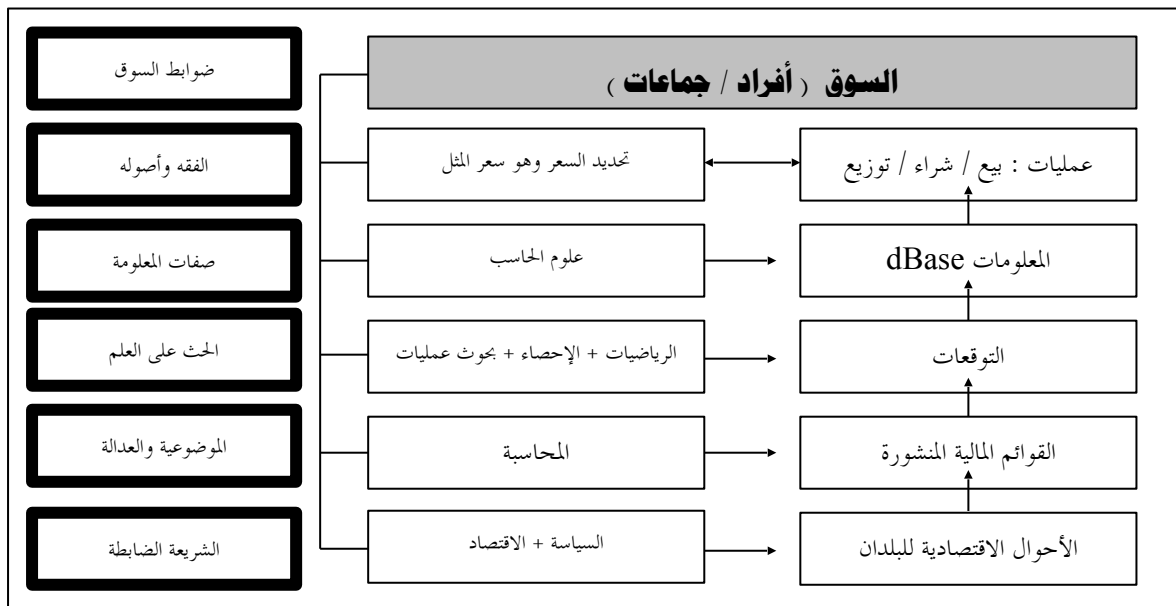 السوق ( أفراد / جماعات )
ضوابط السوق
عمليات : بيع / شراء / توزيع
تحديد السعر وهو سعر المثل
الفقه وأصوله
المعلومات dBase
علوم الحاسب
صفات المعلومة
التوقعات
الرياضيات + الإحصاء + بحوث عمليات
الحث على العلم
القوائم المالية المنشورة
المحاسبة
الموضوعية والعدالة
الأحوال الاقتصادية للبلدان
السياسة + الاقتصاد
الشريعة الضابطة